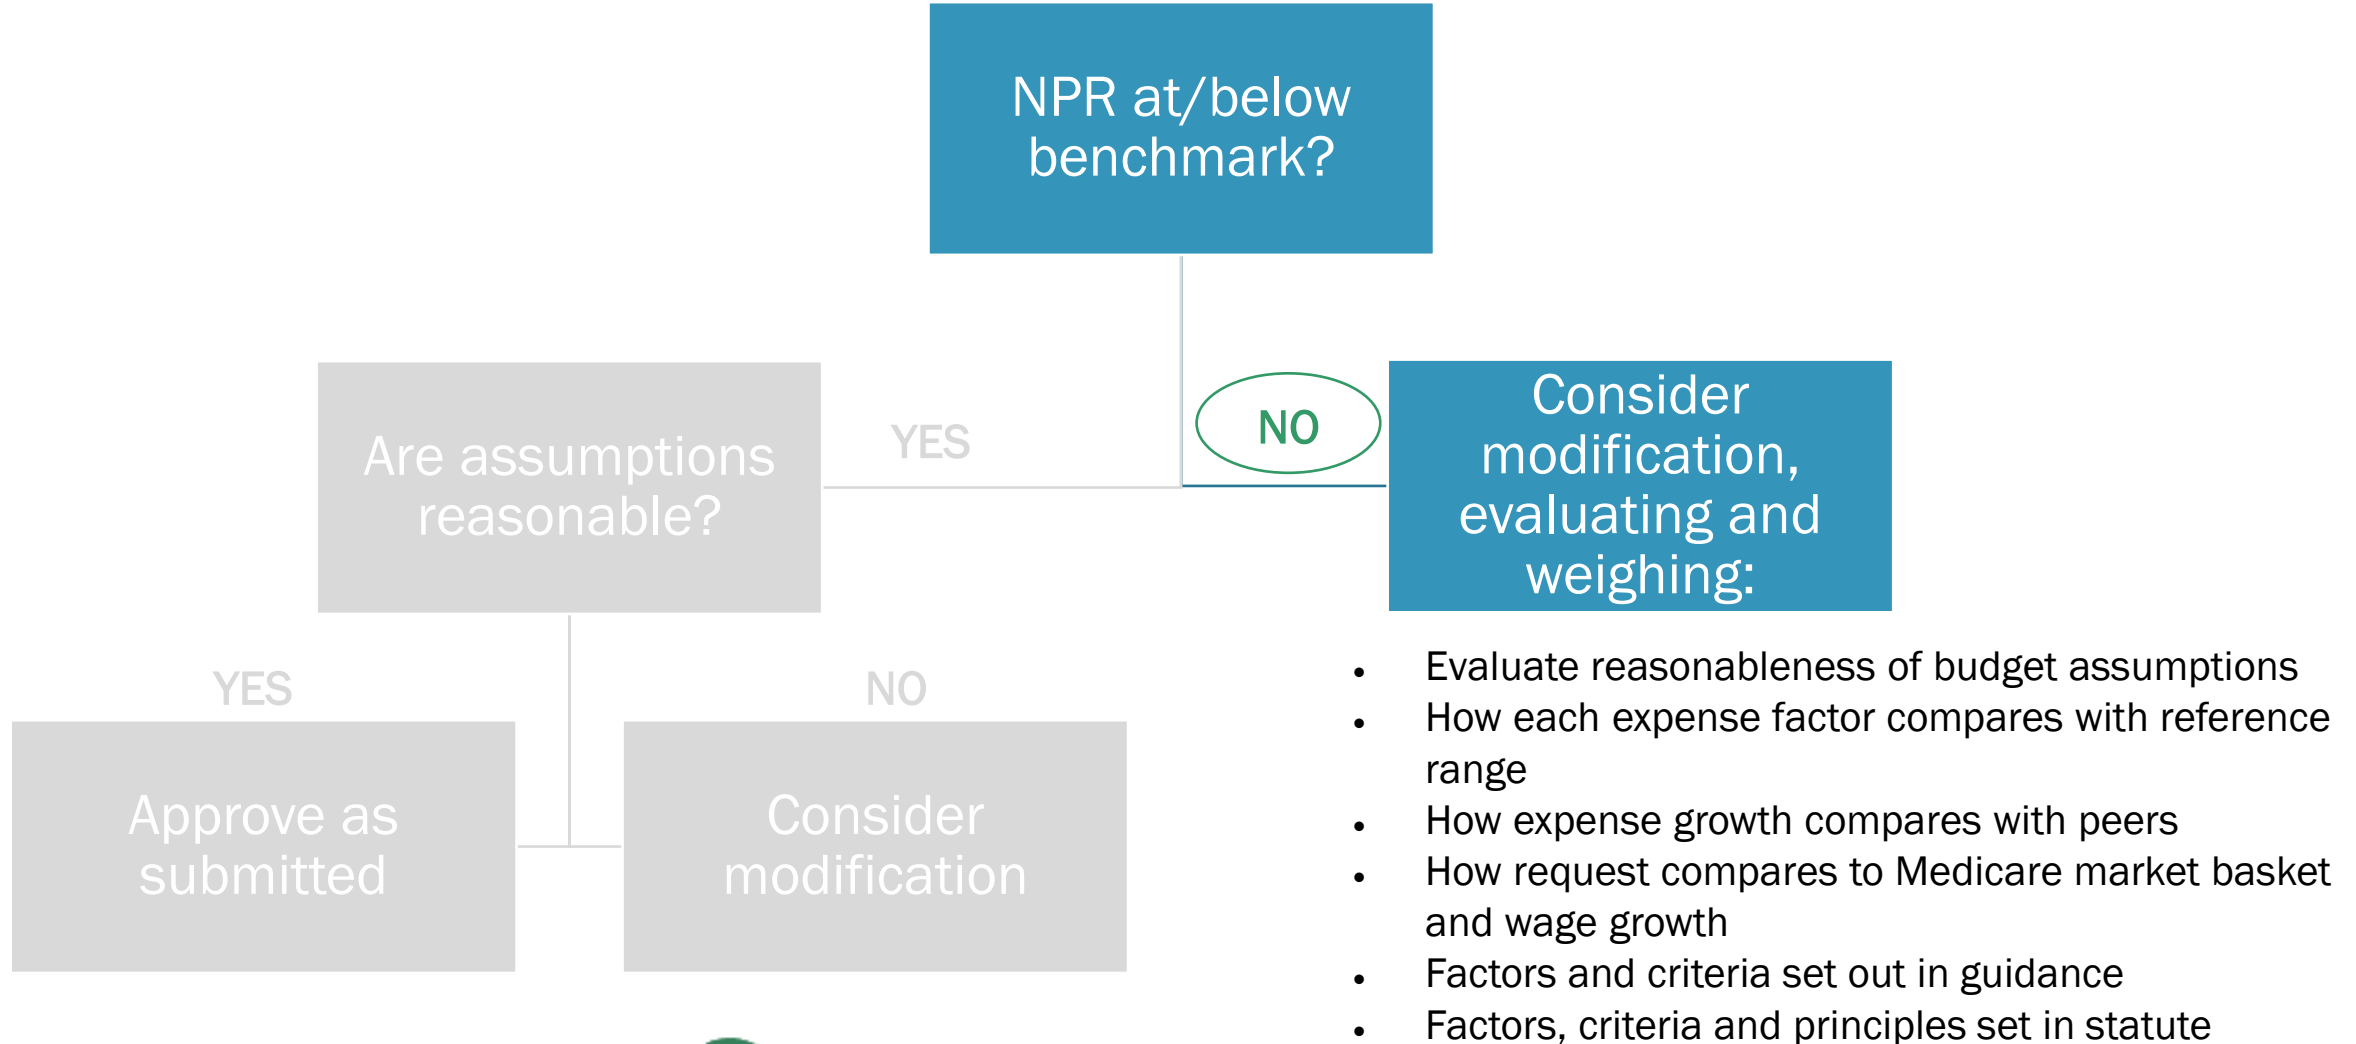 NPR at/below
benchmark?
Are assumptions
reasonable?
YES
NO
Consider
modification,
evaluating and
weighing:
YES
NO
Approve as
submitted
Consider
modification
• Evaluate reasonableness of budget assumptions
• How each expense factor compares with reference
range
• How expense growth compares with peers
• How request compares to Medicare market basket
and wage growth
• Factors and criteria set out in guidance
• Factors, criteria and principles set in statute